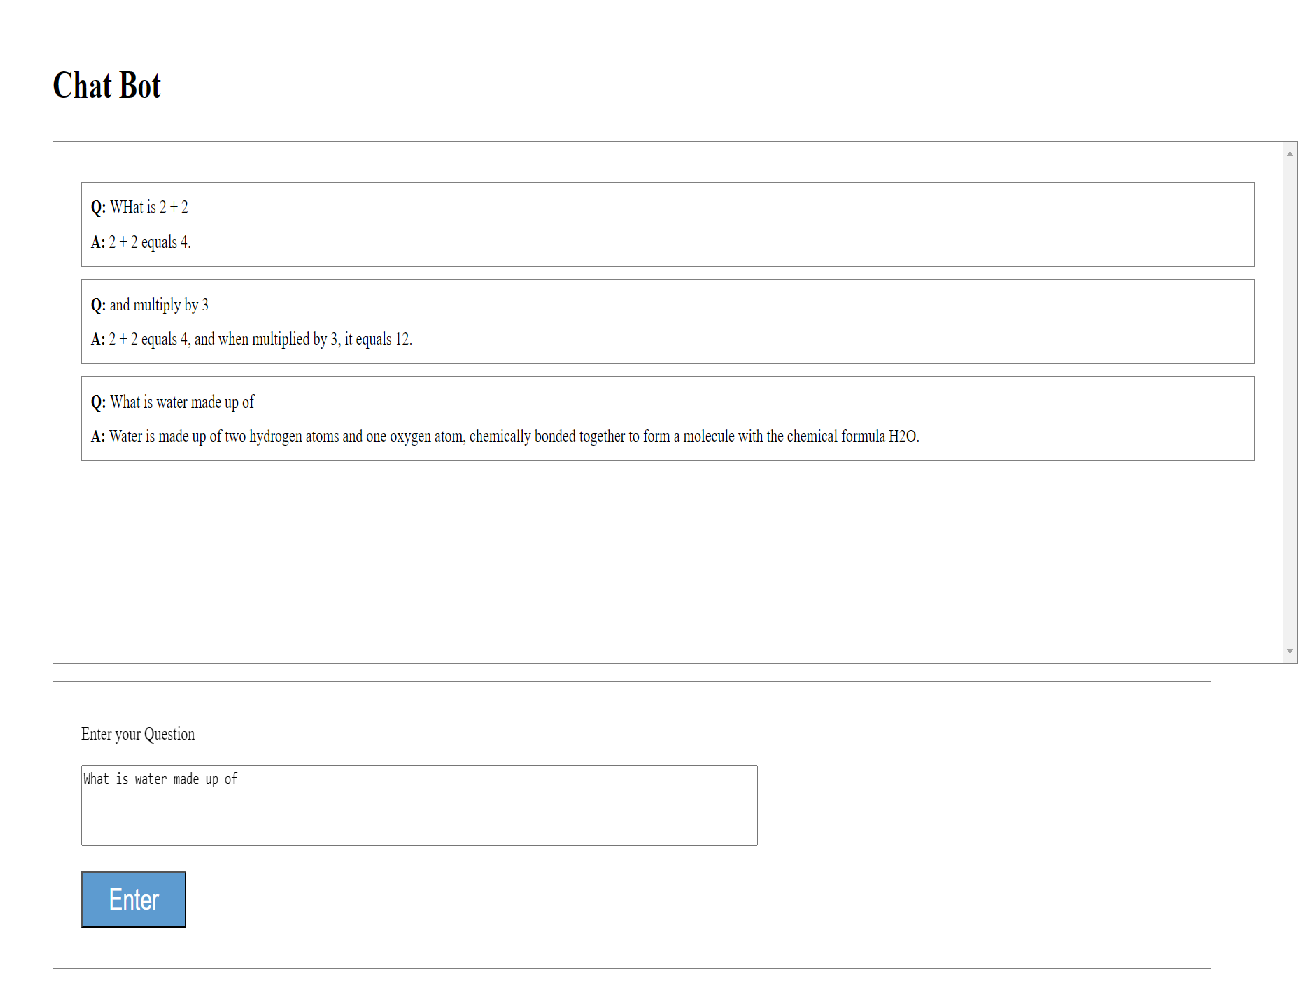 Chat Bot
Q: WHat is 2 − 2
A: 2 + 2 equals 4.
Q: and multiply by 3
A: 2 + 2 equals 4, and when multiplied by 3, it equals 12.
Q: What is water made up of
A: Water is made up of two hydrogen atoms and one oxygen atom, chemically bonded together to form a molecule with the chemical formula H2O.
Enter your Question
What is water made up of
Enter